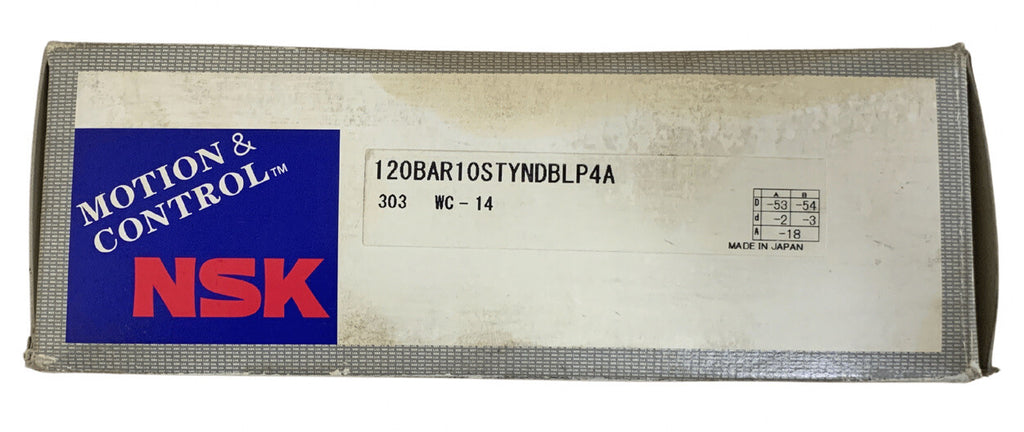 MOTION &
CONTROL™
NSK
120BAR10STYNDBLP4A
303 WC-14
A B
D -53 -54
d -2 -3
A -18
MADE IN JAPAN